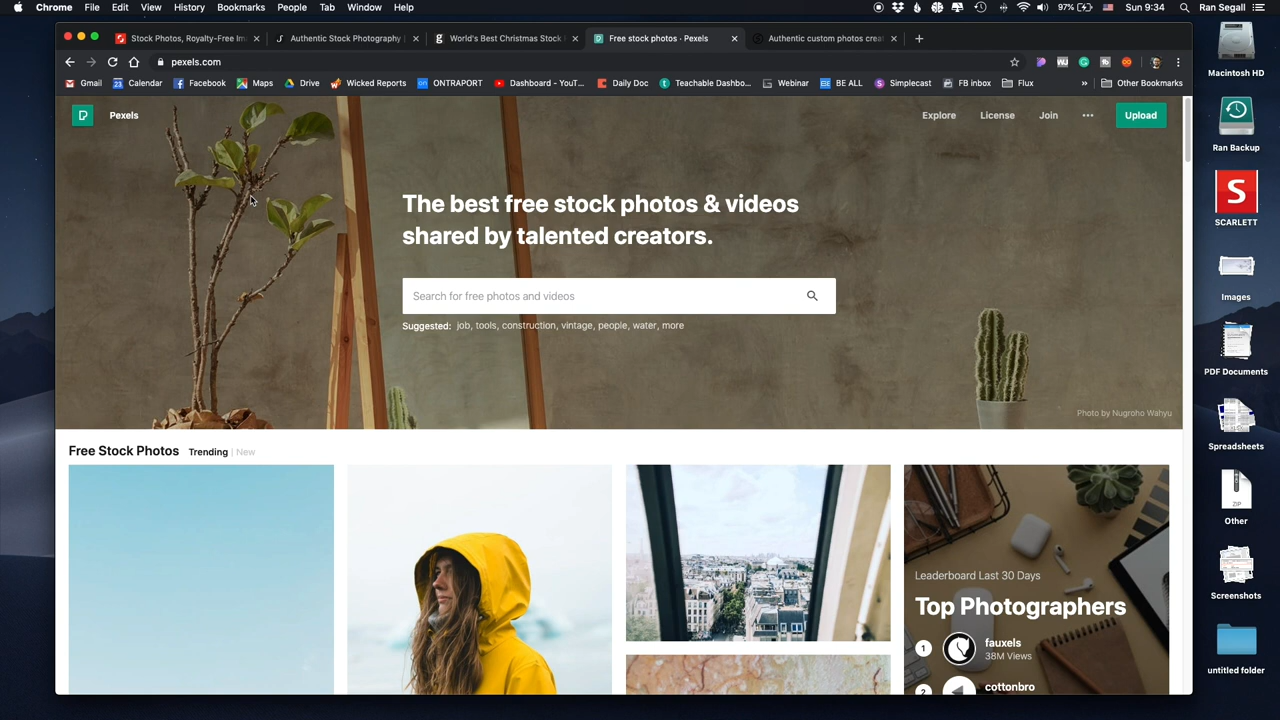 Chrome File Edit View History Bookmarks People Tab Window Help 97% Sun 9:34 Ran Segall
Stock Photos, Royalty-Free Im Authentic Stock Photography | World's Best Christmas Stock Free stock photos · Pexels Authentic custom photos creat
pexels.com
Gmail Calendar Facebook Maps Drive Wicked Reports ONTRAPORT Dashboard - YouT... Daily Doc Teachable Dashbo... Webinar BE ALL Simplecast FB inbox Flux » Other Bookmarks
Pexels Explore License Join ••• Upload
The best free stock photos & videos
shared by talented creators.
Search for free photos and videos
Suggested: job, tools, construction, vintage, people, water, more
Photo by Nugroho Wahyu
Free Stock Photos Trending | New
Leaderboard Last 30 Days
Top Photographers
1 fauxels
38M Views
2 cottonbro
Macintosh HD
Ran Backup
S
SCARLETT
Images
PDF Documents
Spreadsheets
ZIP
Other
Screenshots
untitled folder